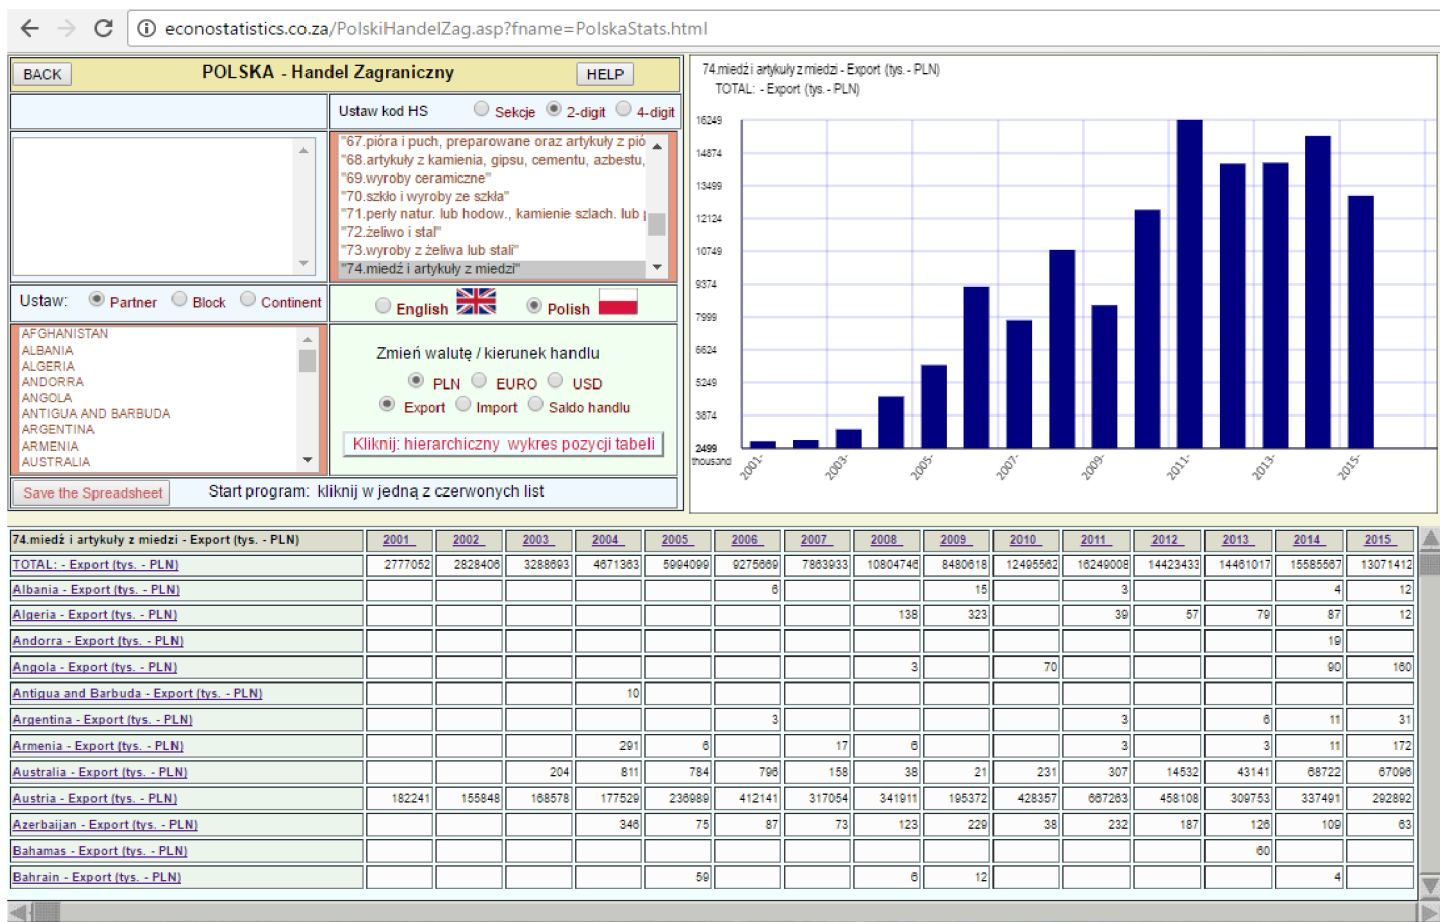 econostatistics.co.za/PolskiHandelZag.asp?fname=PolskaStats.html
BACK
POLSKA - Handel Zagraniczny
HELP
Ustaw kod HS Sekcje 2-digit 4-digit
"67.pióra i puch, preparowane oraz artykuły z pió
"68.artykuły z kamienia, gipsu, cementu, azbestu,
"69.wyroby ceramiczne"
"70.szkło i wyroby ze szkła"
"71.perły natur. lub hodow., kamienie szlach. lub p
"72.żeliwo i stal"
"73.wyroby z żeliwa lub stali"
"74.miedź i artykuły z miedzi"
Ustaw: Partner Block Continent
English Polish
AFGHANISTAN
ALBANIA
ALGERIA
ANDORRA
ANGOLA
ANTIGUA AND BARBUDA
ARGENTINA
ARMENIA
AUSTRALIA
Zmień walutę / kierunek handlu
PLN EURO USD
Export Import Saldo handlu
Kliknij: hierarchiczny wykres pozycji tabeli
Save the Spreadsheet
Start program: kliknij w jedną z czerwonych list
74.miedź i artykuły z miedzi - Export (tys. - PLN)
TOTAL: - Export (tys. - PLN)
16249
14874
13499
12124
10749
9374
7999
6624
5249
3874
2499
thousand
2001- 2003- 2005- 2007- 2009- 2011- 2013- 2015-
74.miedź i artykuły z miedzi - Export (tys. - PLN) 2001 2002 2003 2004 2005 2006 2007 2008 2009 2010 2011 2012 2013 2014 2015
TOTAL: - Export (tys. - PLN) 2777052 2828406 3288693 4671363 5994099 9275669 7863933 10804746 8480618 12495562 16249008 14423433 14461017 15585567 13071412
Albania - Export (tys. - PLN) 6 15 3 4 12
Algeria - Export (tys. - PLN) 138 323 39 57 79 87 12
Andorra - Export (tys. - PLN) 19
Angola - Export (tys. - PLN) 3 70 90 160
Antigua and Barbuda - Export (tys. - PLN) 10
Argentina - Export (tys. - PLN) 3 3 6 11 31
Armenia - Export (tys. - PLN) 291 6 17 6 3 3 11 172
Australia - Export (tys. - PLN) 204 811 784 796 158 38 21 231 307 14532 43141 68722 67096
Austria - Export (tys. - PLN) 182241 155848 168578 177529 236989 412141 317054 341911 195372 428357 667263 458108 309753 337491 292892
Azerbaijan - Export (tys. - PLN) 346 75 87 73 123 229 38 232 187 126 109 63
Bahamas - Export (tys. - PLN) 60
Bahrain - Export (tys. - PLN) 59 6 12 4